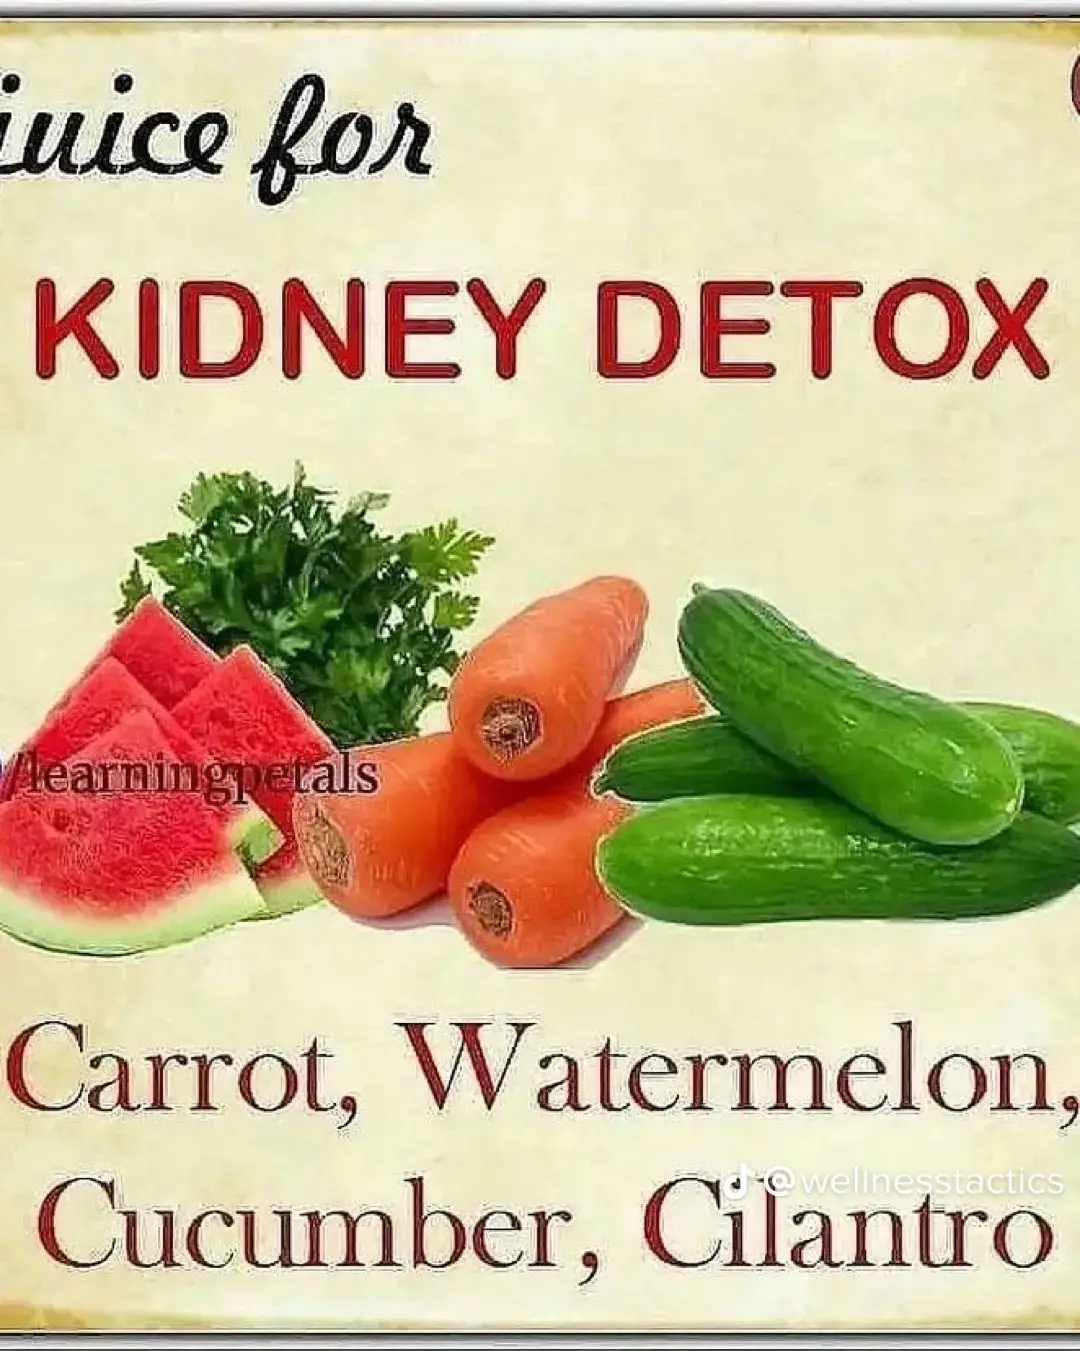 juice for
KIDNEY DETOX
/learningpetals
Carrot, Watermelon,
@wellnesstactics
Cucumber, Cilantro